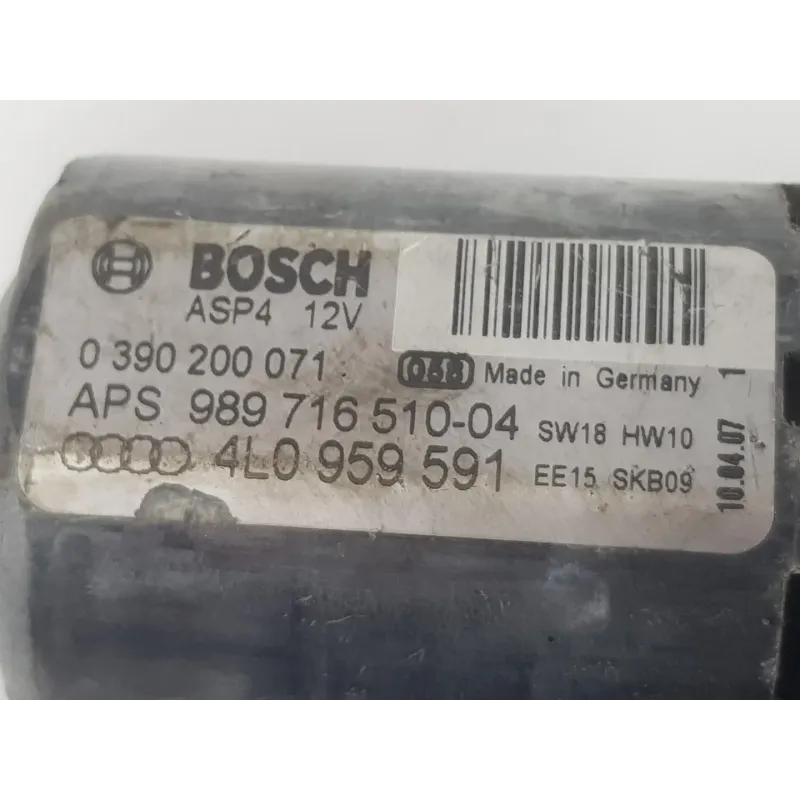 BOSCH
ASP4 12V
0 390 200 071 Made in Germany
APS 989 716 510-04 SW18 HW10
4L0 959 591 EE15 SKB09
10.04.07 1